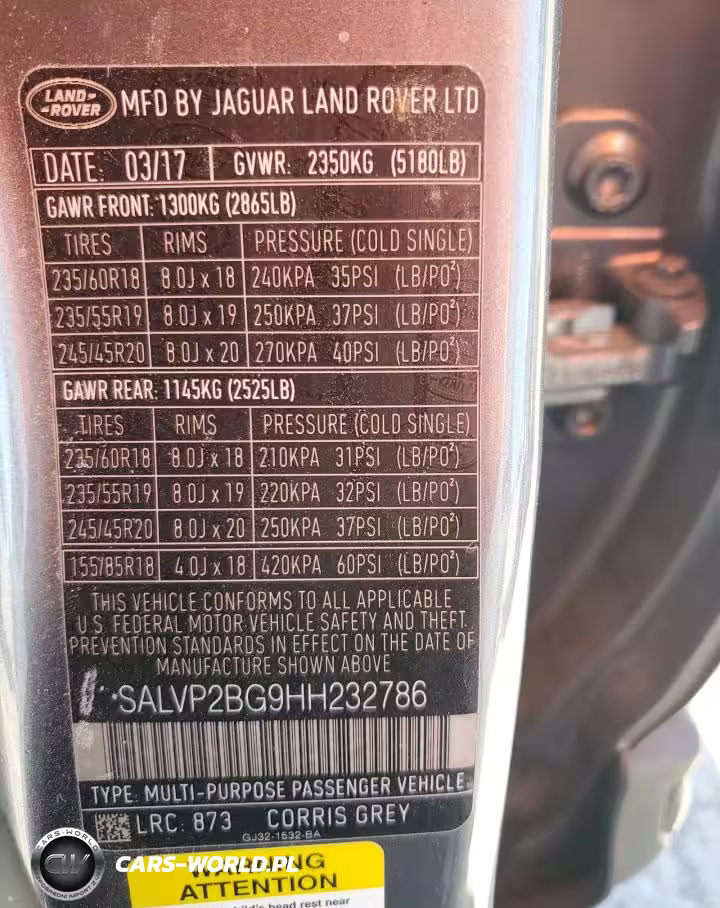 LAND-
-ROVER
MFD BY JAGUAR LAND ROVER LTD
DATE: 03/17 GVWR: 2350KG (5180LB)
GAWR FRONT: 1300KG (2865LB)
TIRES RIMS PRESSURE (COLD SINGLE)
235/60R18 8.0J x 18 240KPA 35PSI (LB/PO²)
235/55R19 8.0J x 19 250KPA 37PSI (LB/PO²)
245/45R20 8.0J x 20 270KPA 40PSI (LB/PO²)
GAWR REAR: 1145KG (2525LB)
TIRES RIMS PRESSURE (COLD SINGLE)
235/60R18 8.0J x 18 210KPA 31PSI (LB/PO²)
235/55R19 8.0J x 19 220KPA 32PSI (LB/PO²)
245/45R20 8.0J x 20 250KPA 37PSI (LB/PO²)
155/85R18 4.0J x 18 420KPA 60PSI (LB/PO²)
THIS VEHICLE CONFORMS TO ALL APPLICABLE
U.S. FEDERAL MOTOR VEHICLE SAFETY AND THEFT
PREVENTION STANDARDS IN EFFECT ON THE DATE OF
MANUFACTURE SHOWN ABOVE
SALVP2BG9HH232786
TYPE: MULTI-PURPOSE PASSENGER VEHICLE
LRC: 873 CORRIS GREY
GJ32-1532-BA
CARS-WORLD
CW
CARS-WORLD.PL
WARNING
ATTENTION
head rest near